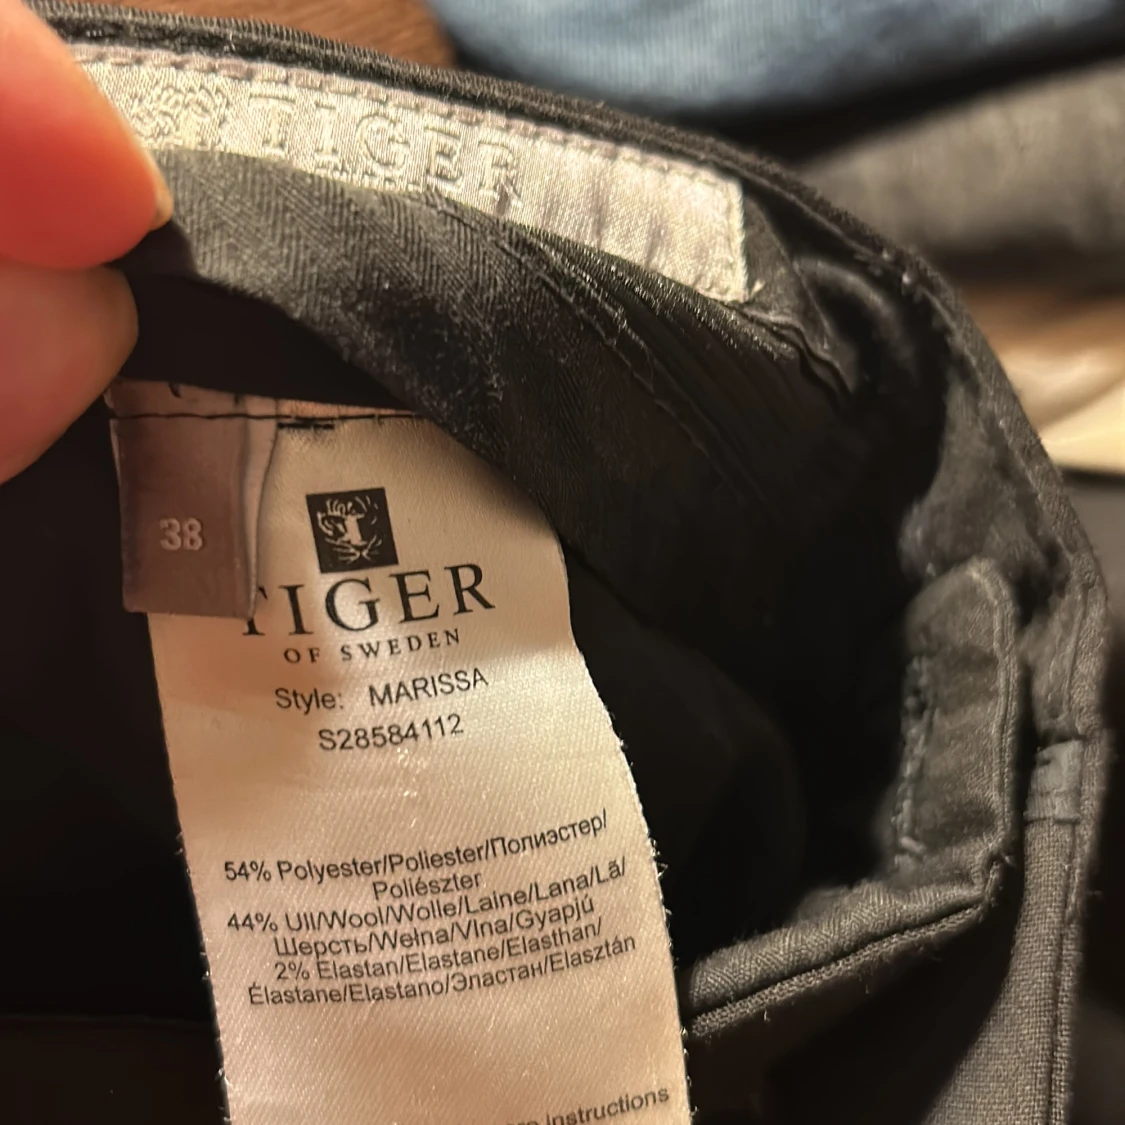 TIGER
38
TIGER
OF SWEDEN
Style: MARISSA
S28584112
54% Polyester/Poliester/Полиэстер/
Poliészter
44% Ull/Wool/Wolle/Laine/Lana/Lã/
Шерсть/Wełna/Vlna/Gyapjú
2% Elastan/Elastane/Elasthan/
Élastane/Elastano/Эластан/Elasztán
instructions